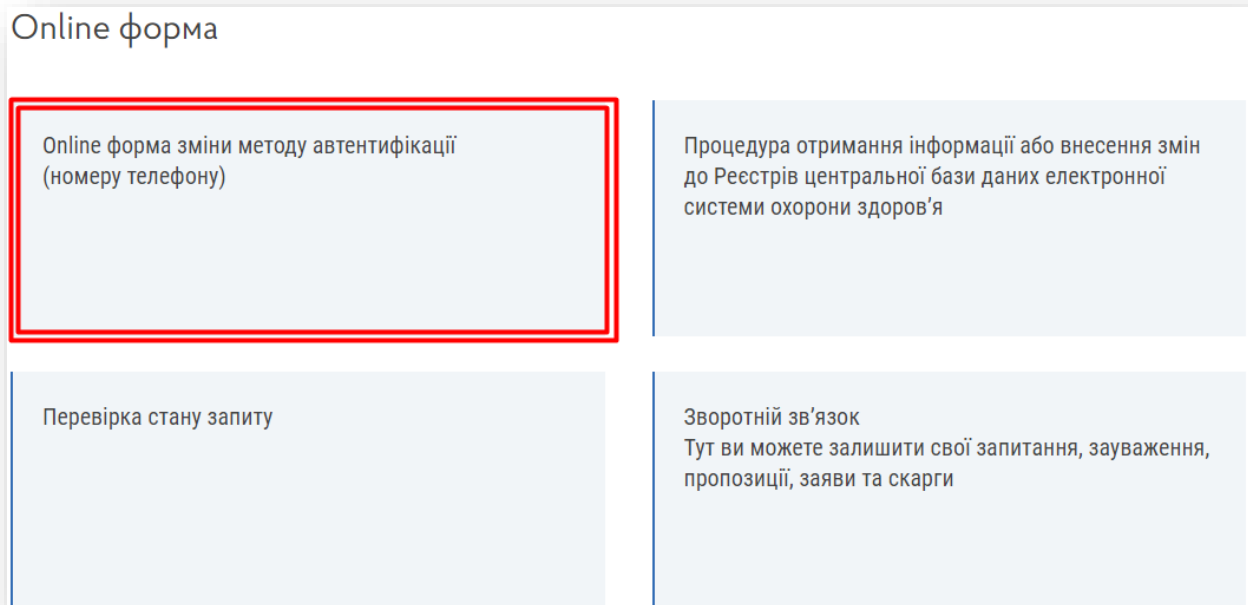 Online форма
Online форма зміни методу автентифікації
(номеру телефону)
Процедура отримання інформації або внесення змін
до Реєстрів центральної бази даних електронної
системи охорони здоров’я
Перевірка стану запиту
Зворотній зв’язок
Тут ви можете залишити свої запитання, зауваження,
пропозиції, заяви та скарги